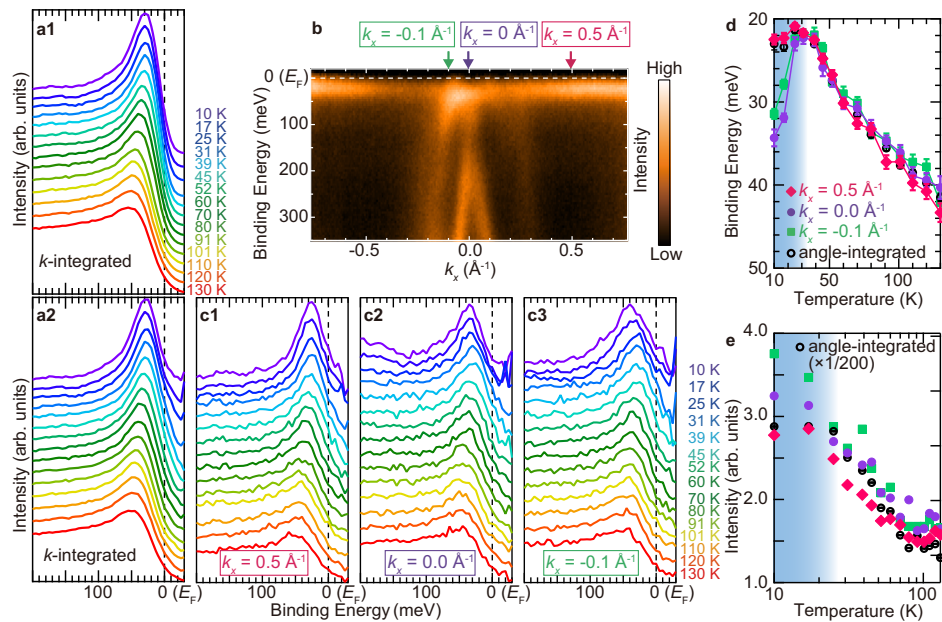 a1
Intensity (arb. units)
k-integrated
10 K
17 K
25 K
31 K
39 K
45 K
52 K
60 K
70 K
80 K
91 K
101 K
110 K
120 K
130 K
b
kx = -0.1 Å-1
kx = 0 Å-1
kx = 0.5 Å-1
0 (EF)
100
200
300
Binding Energy (meV)
-0.5
-0.0
0.5
kx (Å-1)
High
Intensity
Low
d
20
30
40
50
Binding Energy (meV)
kx = 0.5 Å-1
kx = 0.0 Å-1
kx = -0.1 Å-1
angle-integrated
10
50
100
Temperature (K)
a2
Intensity (arb. units)
k-integrated
100
0 (EF)
c1
kx = 0.5 Å-1
100
0 (EF)
c2
kx = 0.0 Å-1
100
0 (EF)
c3
kx = -0.1 Å-1
100
0 (EF)
Binding Energy (meV)
10 K
17 K
25 K
31 K
39 K
45 K
52 K
60 K
70 K
80 K
91 K
101 K
110 K
120 K
130 K
e
angle-integrated
(×1/200)
4.0
3.0
2.0
1.0
Intensity (arb. units)
10
50
100
Temperature (K)